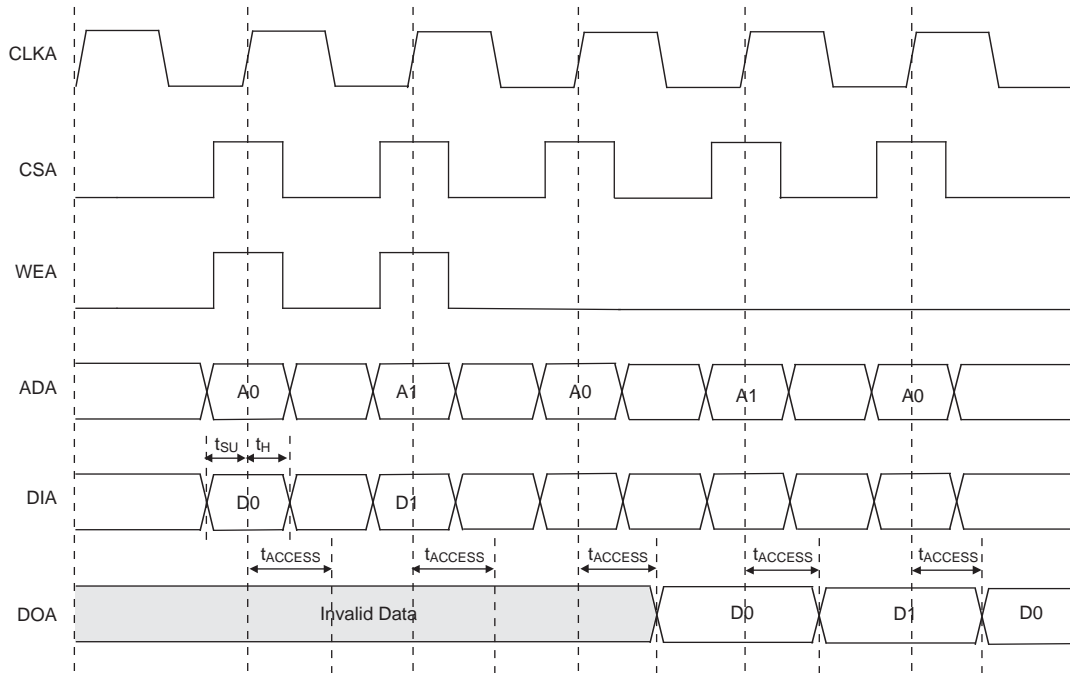 CLKA
CSA
WEA
ADA A0 A1 A0 A1 A0
tSU tH
DIA D0 D1
tACCESS tACCESS tACCESS tACCESS tACCESS
DOA Invalid Data D0 D1 D0